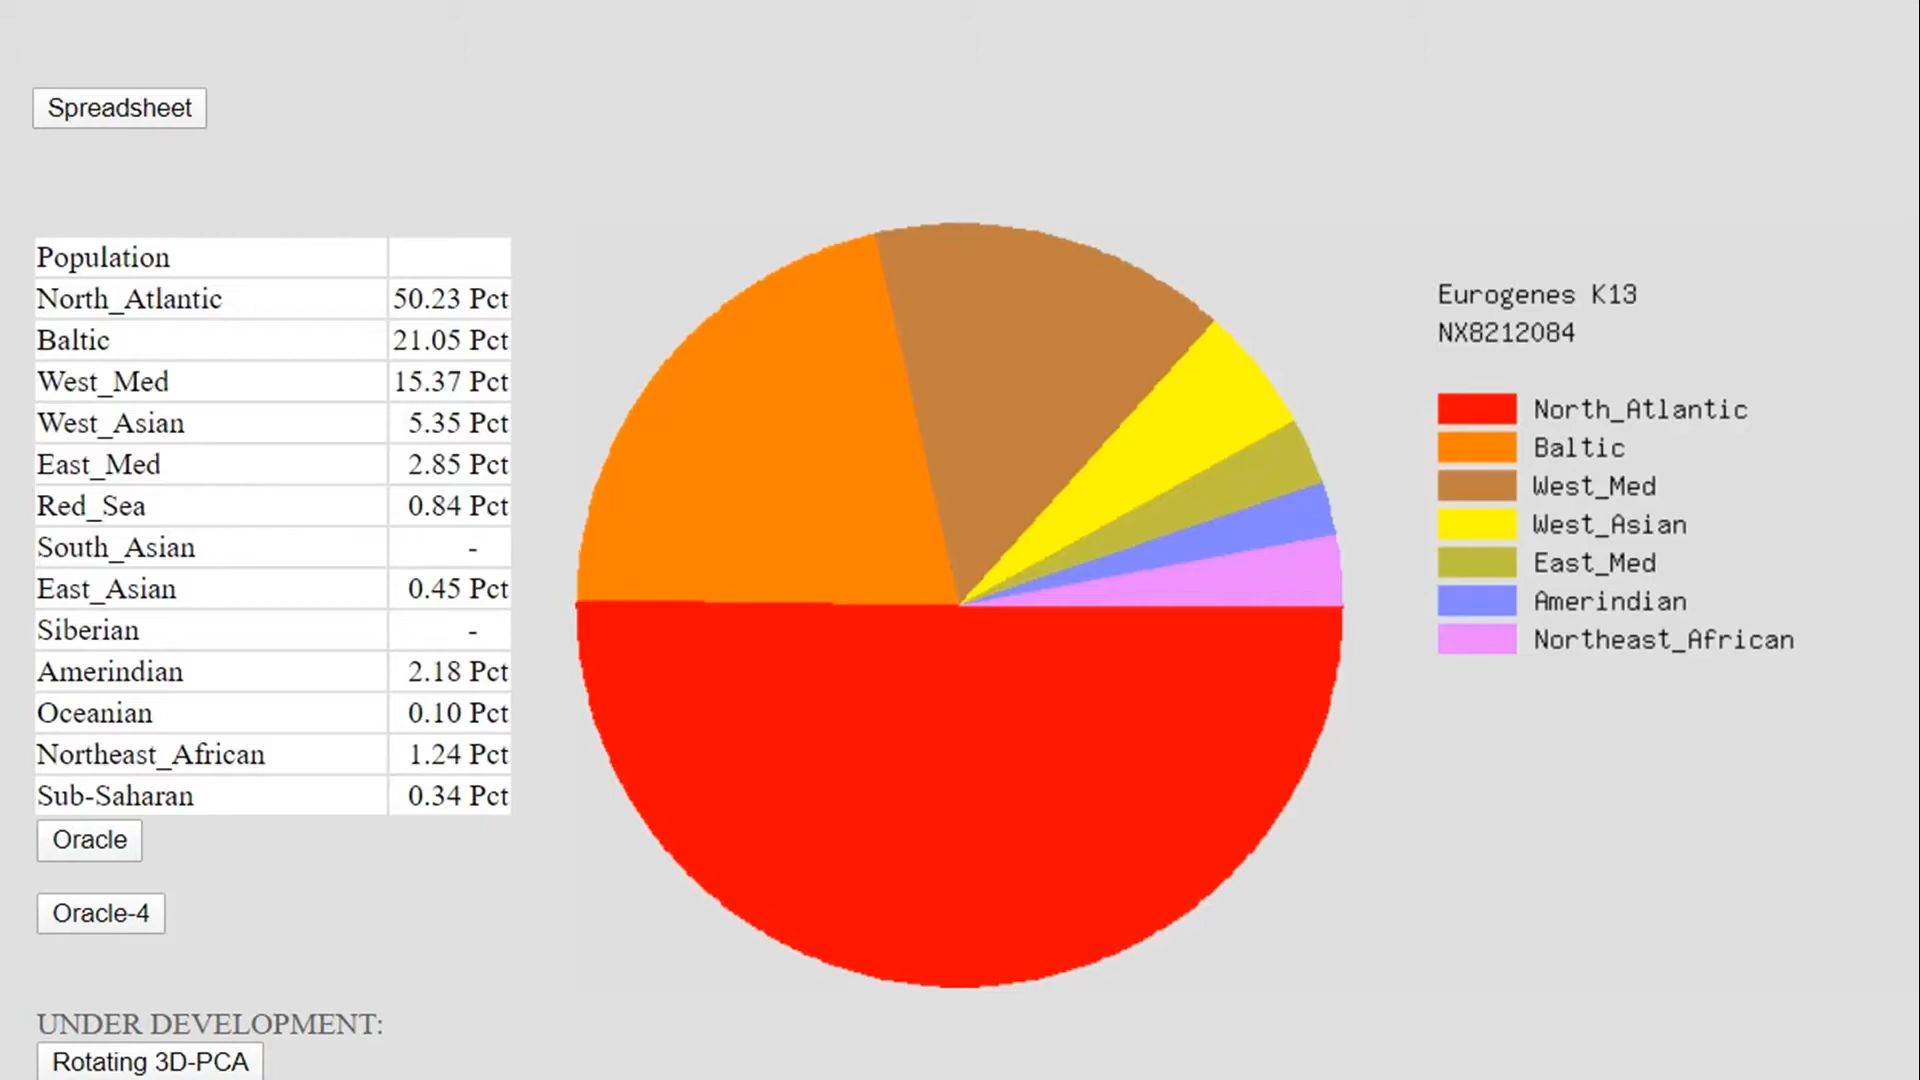 Spreadsheet
Population
North_Atlantic 50.23 Pct
Baltic 21.05 Pct
West_Med 15.37 Pct
West_Asian 5.35 Pct
East_Med 2.85 Pct
Red_Sea 0.84 Pct
South_Asian -
East_Asian 0.45 Pct
Siberian -
Amerindian 2.18 Pct
Oceanian 0.10 Pct
Northeast_African 1.24 Pct
Sub-Saharan 0.34 Pct
Oracle
Oracle-4
UNDER DEVELOPMENT:
Rotating 3D-PCA
Eurogenes K13
NX8212084
North_Atlantic
Baltic
West_Med
West_Asian
East_Med
Amerindian
Northeast_African